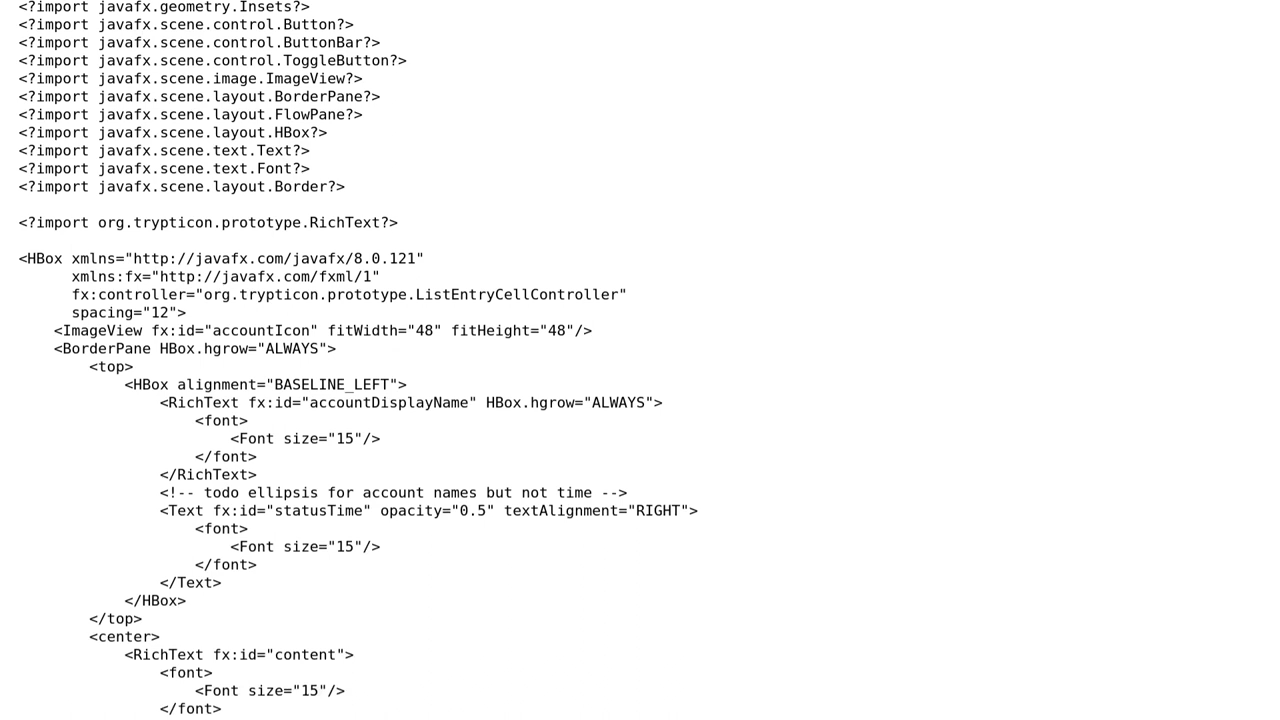 <?import javafx.geometry.Insets?>
<?import javafx.scene.control.Button?>
<?import javafx.scene.control.ButtonBar?>
<?import javafx.scene.control.ToggleButton?>
<?import javafx.scene.image.ImageView?>
<?import javafx.scene.layout.BorderPane?>
<?import javafx.scene.layout.FlowPane?>
<?import javafx.scene.layout.HBox?>
<?import javafx.scene.text.Text?>
<?import javafx.scene.text.Font?>
<?import javafx.scene.layout.Border?>

<?import org.trypticon.prototype.RichText?>

<HBox xmlns="http://javafx.com/javafx/8.0.121"
      xmlns:fx="http://javafx.com/fxml/1"
      fx:controller="org.trypticon.prototype.ListEntryCellController"
      spacing="12">
    <ImageView fx:id="accountIcon" fitWidth="48" fitHeight="48"/>
    <BorderPane HBox.hgrow="ALWAYS">
        <top>
            <HBox alignment="BASELINE_LEFT">
                <RichText fx:id="accountDisplayName" HBox.hgrow="ALWAYS">
                    <font>
                        <Font size="15"/>
                    </font>
                </RichText>
                <!-- todo ellipsis for account names but not time -->
                <Text fx:id="statusTime" opacity="0.5" textAlignment="RIGHT">
                    <font>
                        <Font size="15"/>
                    </font>
                </Text>
            </HBox>
        </top>
        <center>
            <RichText fx:id="content">
                <font>
                    <Font size="15"/>
                </font>